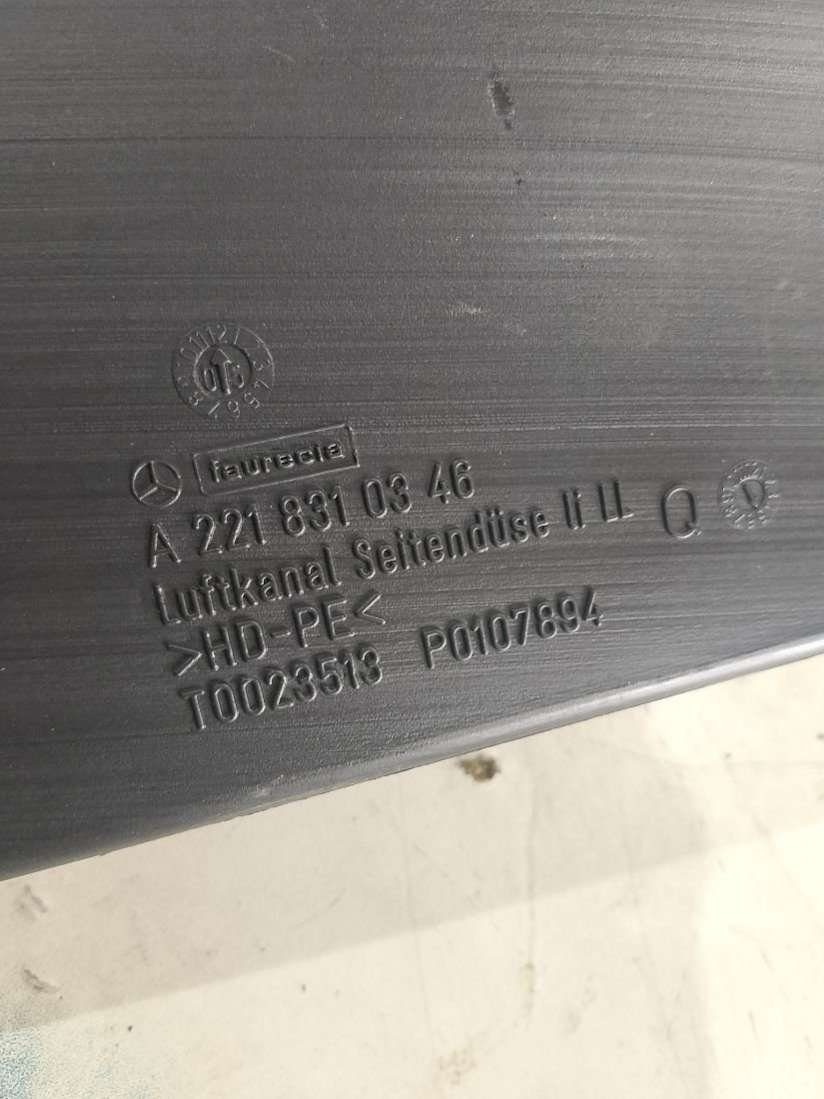 faurecia
A 221 831 03 46
Luftkanal Seitendüse li LL Q
>HD-PE<
T0023513 P0107894